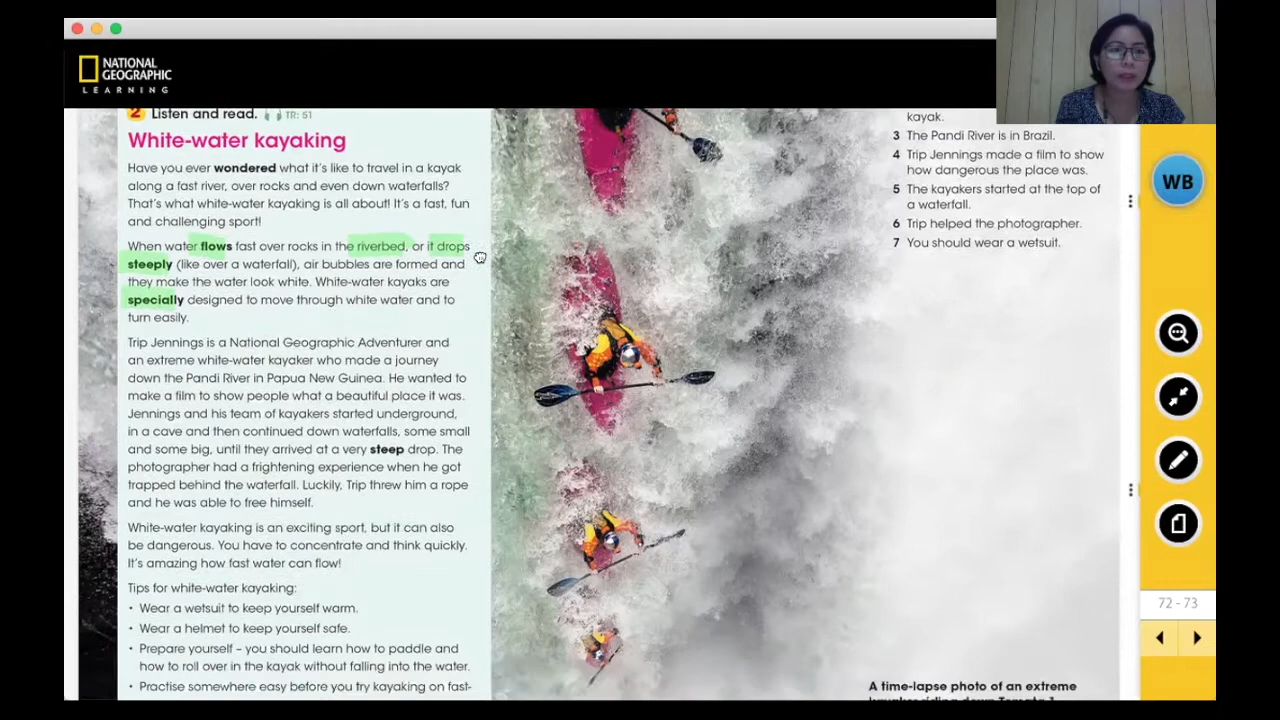 NATIONAL
GEOGRAPHIC
LEARNING
2 Listen and read. TR: 51
White-water kayaking
Have you ever wondered what it's like to travel in a kayak
along a fast river, over rocks and even down waterfalls?
That's what white-water kayaking is all about! It's a fast, fun
and challenging sport!
When water flows fast over rocks in the riverbed, or it drops
steeply (like over a waterfall), air bubbles are formed and
they make the water look white. White-water kayaks are
specially designed to move through white water and to
turn easily.
Trip Jennings is a National Geographic Adventurer and
an extreme white-water kayaker who made a journey
down the Pandi River in Papua New Guinea. He wanted to
make a film to show people what a beautiful place it was.
Jennings and his team of kayakers started underground,
in a cave and then continued down waterfalls, some small
and some big, until they arrived at a very steep drop. The
photographer had a frightening experience when he got
trapped behind the waterfall. Luckily, Trip threw him a rope
and he was able to free himself.
White-water kayaking is an exciting sport, but it can also
be dangerous. You have to concentrate and think quickly.
It's amazing how fast water can flow!
Tips for white-water kayaking:
• Wear a wetsuit to keep yourself warm.
• Wear a helmet to keep yourself safe.
• Prepare yourself – you should learn how to paddle and
how to roll over in the kayak without falling into the water.
• Practise somewhere easy before you try kayaking on fast-
kayak.
3 The Pandi River is in Brazil.
4 Trip Jennings made a film to show
how dangerous the place was.
5 The kayakers started at the top of
a waterfall.
6 Trip helped the photographer.
7 You should wear a wetsuit.
A time-lapse photo of an extreme
WB
72 - 73